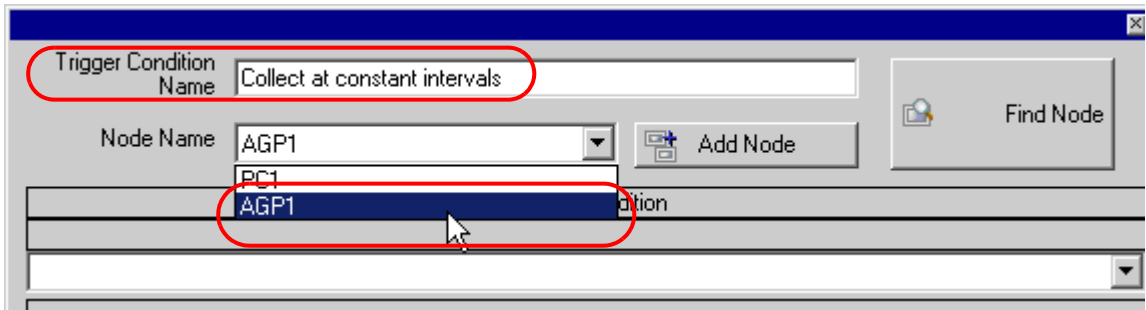 Trigger Condition
Name
Collect at constant intervals
Find Node
Node Name
AGP1
Add Node
PC1
AGP1
dition